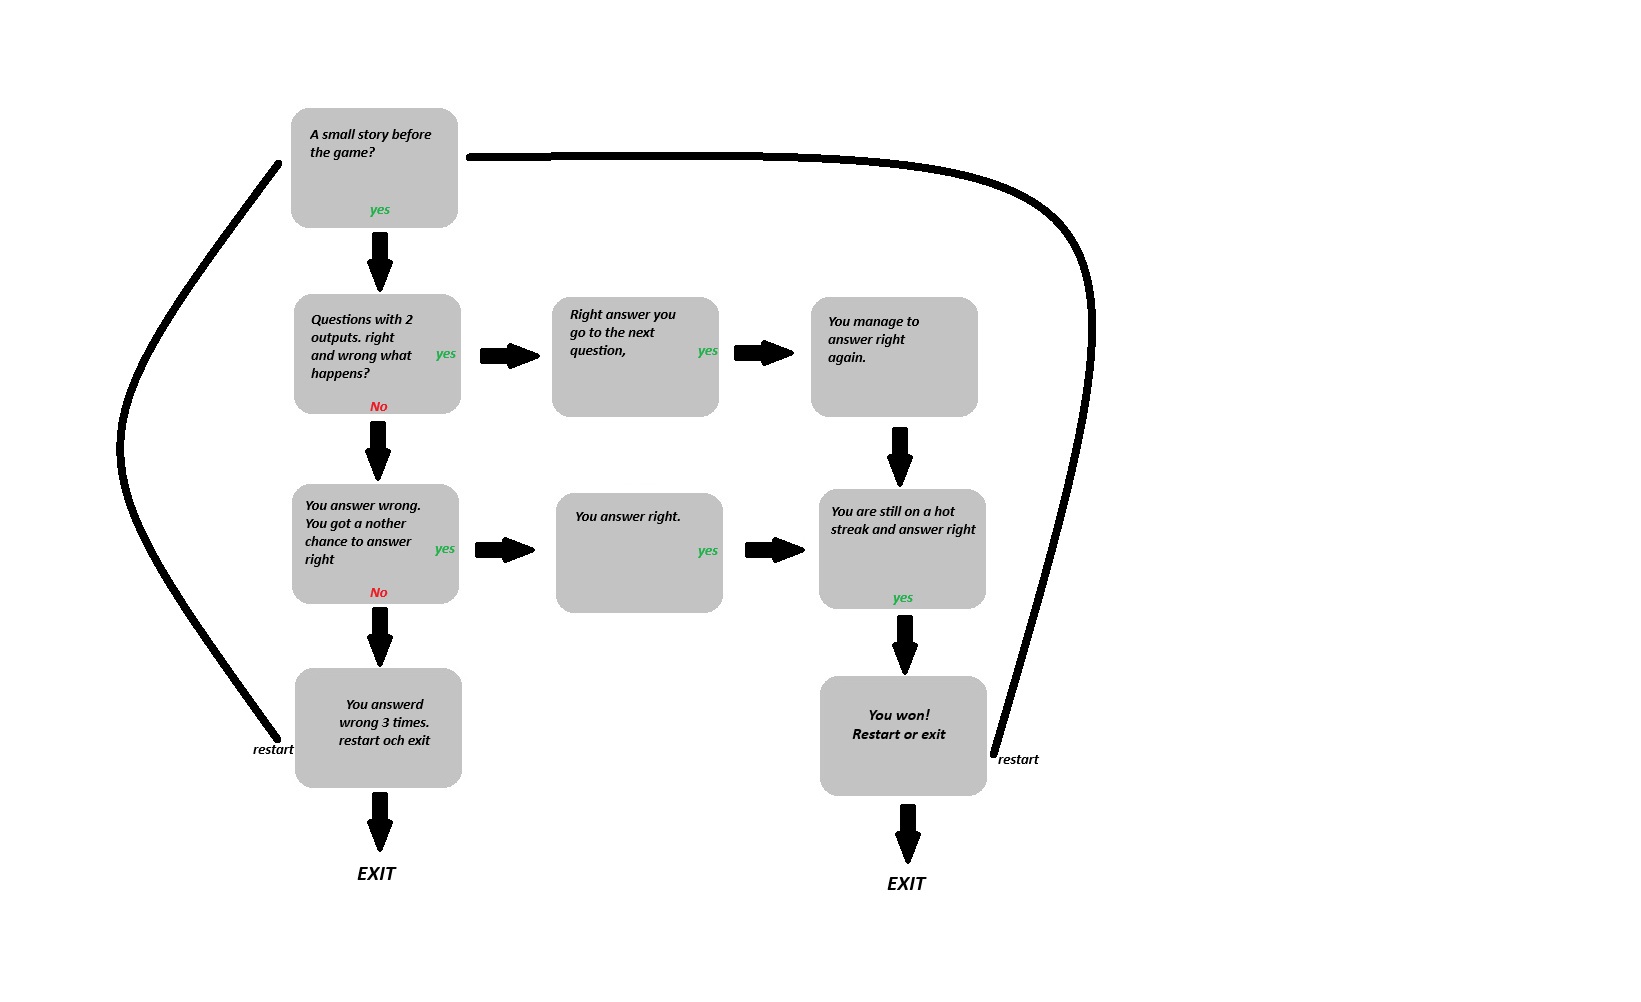 A small story before
the game?
yes
Questions with 2
outputs. right
and wrong what
happens?
yes
No
Right answer you
go to the next
question,
yes
You manage to
answer right
again.
You answer wrong.
You got a nother
chance to answer
right
yes
No
You answer right.
yes
You are still on a hot
streak and answer right
yes
You answerd
wrong 3 times.
restart och exit
restart
You won!
Restart or exit
restart
EXIT
EXIT